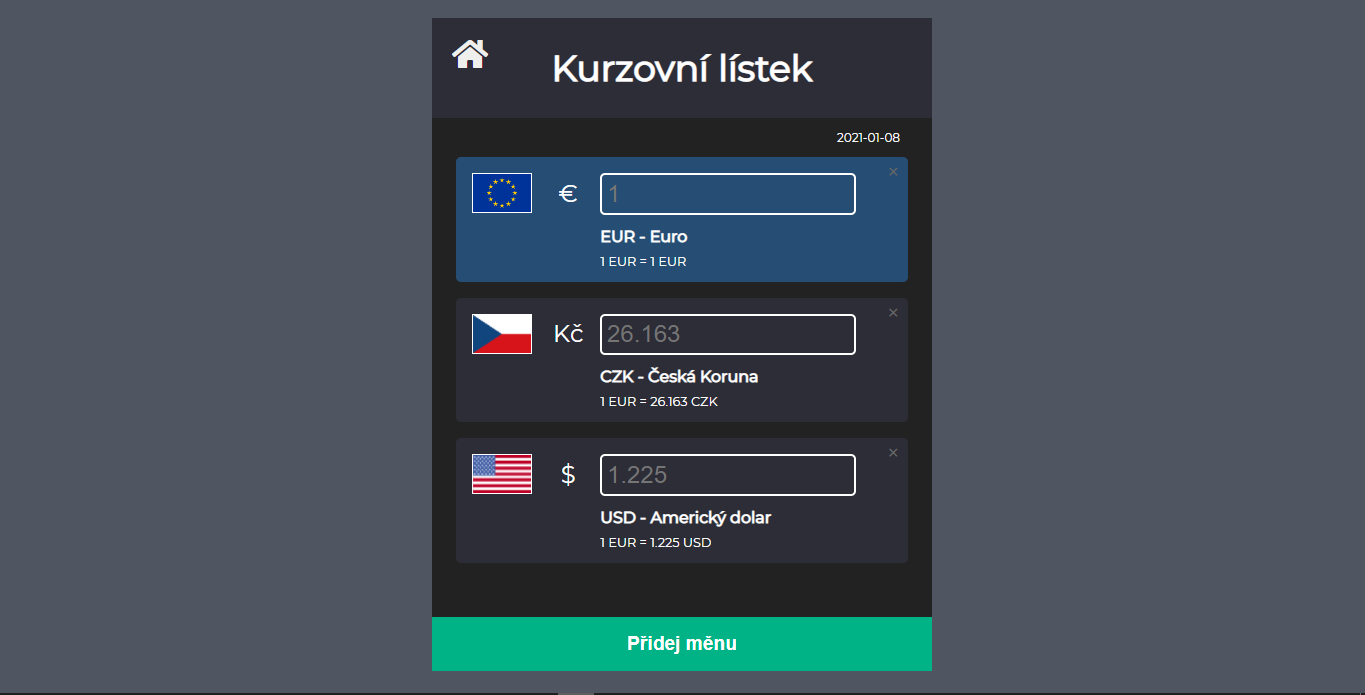 Kurzovní lístek
2021-01-08
×
€ 1
EUR - Euro
1 EUR = 1 EUR
×
Kč 26.163
CZK - Česká Koruna
1 EUR = 26.163 CZK
×
$ 1.225
USD - Americký dolar
1 EUR = 1.225 USD
Přidej měnu